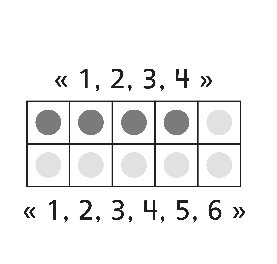 « 1, 2, 3, 4 »
« 1, 2, 3, 4, 5, 6 »